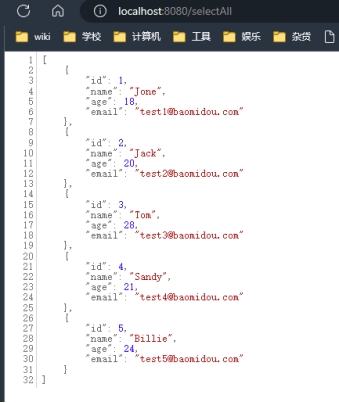 localhost:8080/selectAll
wiki 学校 计算机 工具 娱乐 杂货
1 [
2 {
3 "id": 1,
4 "name": "Jone",
5 "age": 18,
6 "email": "test1@baomidou.com"
7 },
8 {
9 "id": 2,
10 "name": "Jack",
11 "age": 20,
12 "email": "test2@baomidou.com"
13 },
14 {
15 "id": 3,
16 "name": "Tom",
17 "age": 28,
18 "email": "test3@baomidou.com"
19 },
20 {
21 "id": 4,
22 "name": "Sandy",
23 "age": 21,
24 "email": "test4@baomidou.com"
25 },
26 {
27 "id": 5,
28 "name": "Billie",
29 "age": 24,
30 "email": "test5@baomidou.com"
31 }
32 ]